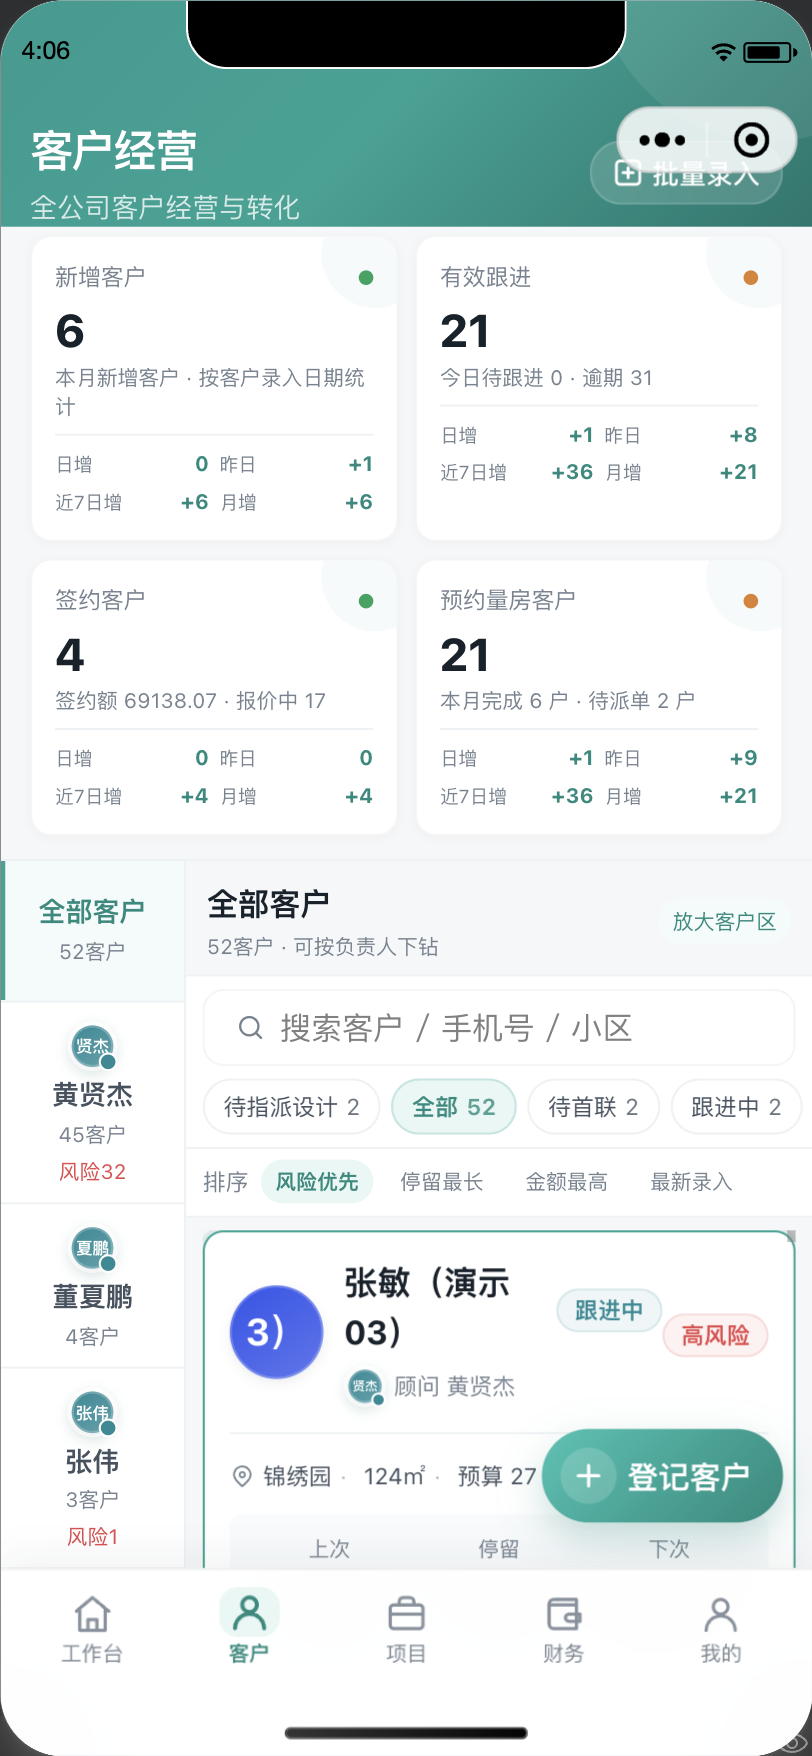 4:06
客户经营
批量录入
全公司客户经营与转化
新增客户
6
本月新增客户 · 按客户录入日期统
计
日增 0 昨日 +1
近7日增 +6 月增 +6
有效跟进
21
今日待跟进 0 · 逾期 31
日增 +1 昨日 +8
近7日增 +36 月增 +21
签约客户
4
签约额 69138.07 · 报价中 17
日增 0 昨日 0
近7日增 +4 月增 +4
预约量房客户
21
本月完成 6 户 · 待派单 2 户
日增 +1 昨日 +9
近7日增 +36 月增 +21
全部客户
52客户
贤杰
黄贤杰
45客户
风险32
夏鹏
董夏鹏
4客户
张伟
张伟
3客户
风险1
全部客户
52客户 · 可按负责人下钻
放大客户区
搜索客户 / 手机号 / 小区
待指派设计 2 全部 52 待首联 2 跟进中 2
排序 风险优先 停留最长 金额最高 最新录入
3）
张敏（演示
03）
跟进中
高风险
贤杰 顾问 黄贤杰
锦绣园 · 124㎡ · 预算 27
登记客户
上次 停留 下次
工作台 客户 项目 财务 我的